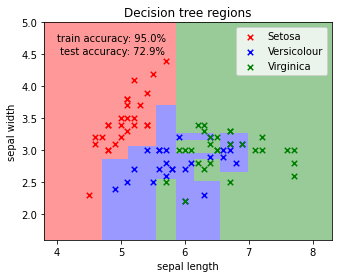 Decision tree regions
train accuracy: 95.0%
test accuracy: 72.9%
Setosa
Versicolour
Virginica
sepal width
5.0
4.5
4.0
3.5
3.0
2.5
2.0
4 5 6 7 8
sepal length